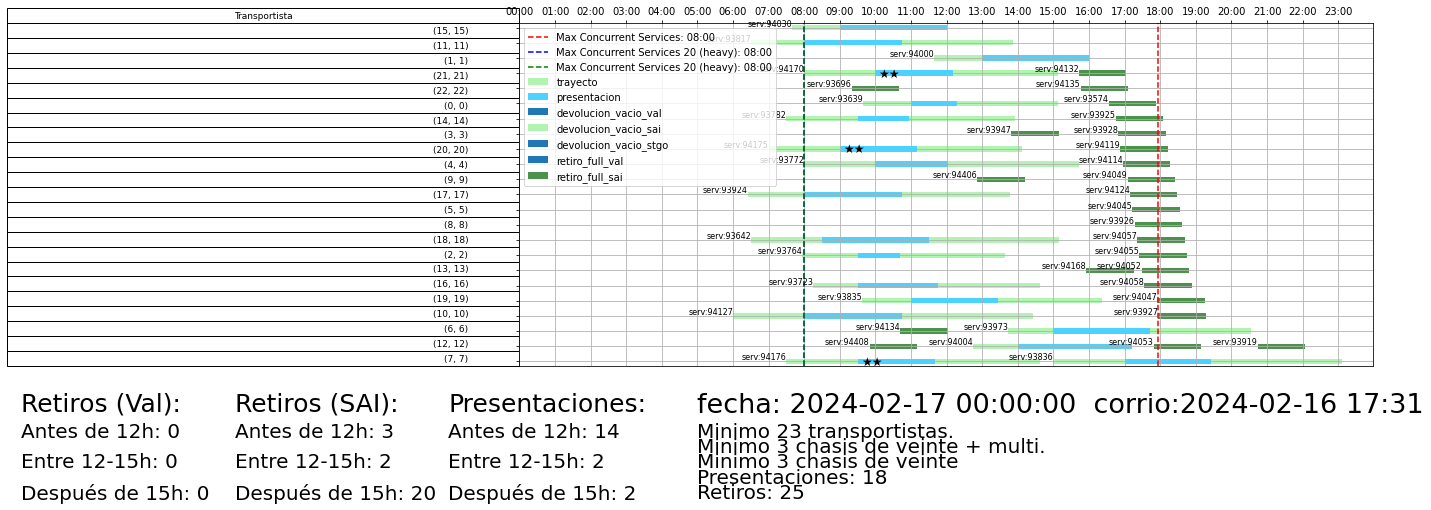 Transportista
00:00 01:00 02:00 03:00 04:00 05:00 06:00 07:00 08:00 09:00 10:00 11:00 12:00 13:00 14:00 15:00 16:00 17:00 18:00 19:00 20:00 21:00 22:00 23:00
(15, 15) serv:94030
(11, 11) serv:93817
(1, 1) serv:94000
(21, 21) serv:94170 serv:94132
(22, 22) serv:93696 serv:94135
(0, 0) serv:93639 serv:93574
(14, 14) serv:93782 serv:93925
(3, 3) serv:93947 serv:93928
(20, 20) serv:94175 serv:94119
(4, 4) serv:93772 serv:94114
(9, 9) serv:94406 serv:94049
(17, 17) serv:93924 serv:94124
(5, 5) serv:94045
(8, 8) serv:93926
(18, 18) serv:93642 serv:94057
(2, 2) serv:93764 serv:94055
(13, 13) serv:94168 serv:94052
(16, 16) serv:93723 serv:94058
(19, 19) serv:93835 serv:94047
(10, 10) serv:94127 serv:93927
(6, 6) serv:94134 serv:93973
(12, 12) serv:94408 serv:94004 serv:94053 serv:93919
(7, 7) serv:94176 serv:93836
Max Concurrent Services: 08:00
Max Concurrent Services 20 (heavy): 08:00
Max Concurrent Services 20 (heavy): 08:00
trayecto
presentacion
devolucion_vacio_val
devolucion_vacio_sai
devolucion_vacio_stgo
retiro_full_val
retiro_full_sai
Retiros (Val):
Antes de 12h: 0
Entre 12-15h: 0
Después de 15h: 0
Retiros (SAI):
Antes de 12h: 3
Entre 12-15h: 2
Después de 15h: 20
Presentaciones:
Antes de 12h: 14
Entre 12-15h: 2
Después de 15h: 2
fecha: 2024-02-17 00:00:00 corrio:2024-02-16 17:31
Minimo 23 transportistas.
Minimo 3 chasis de veinte + multi.
Minimo 3 chasis de veinte
Presentaciones: 18
Retiros: 25